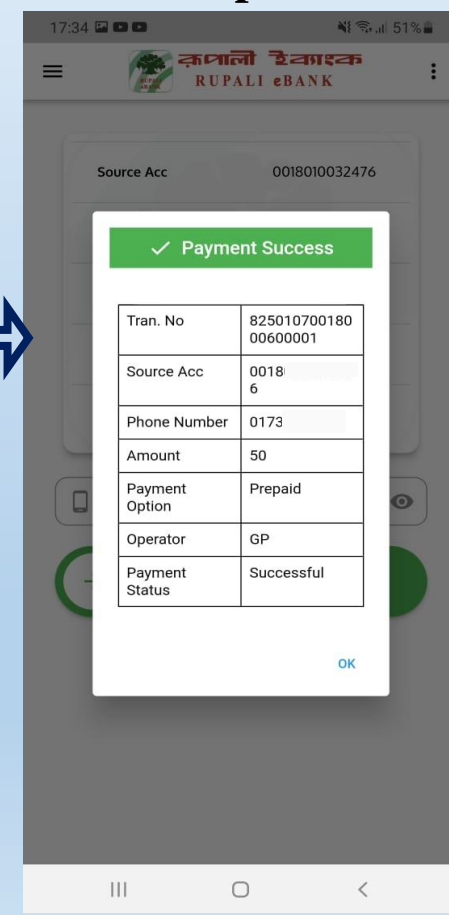 17:34 51%
রূপালী ই ব্যাংক
RUPALI eBANK
Source Acc 0018010032476
✓ Payment Success
Tran. No 825010700180
00600001
Source Acc 0018
6
Phone Number 0173
Amount 50
Payment Prepaid
Option
Operator GP
Payment Successful
Status
OK